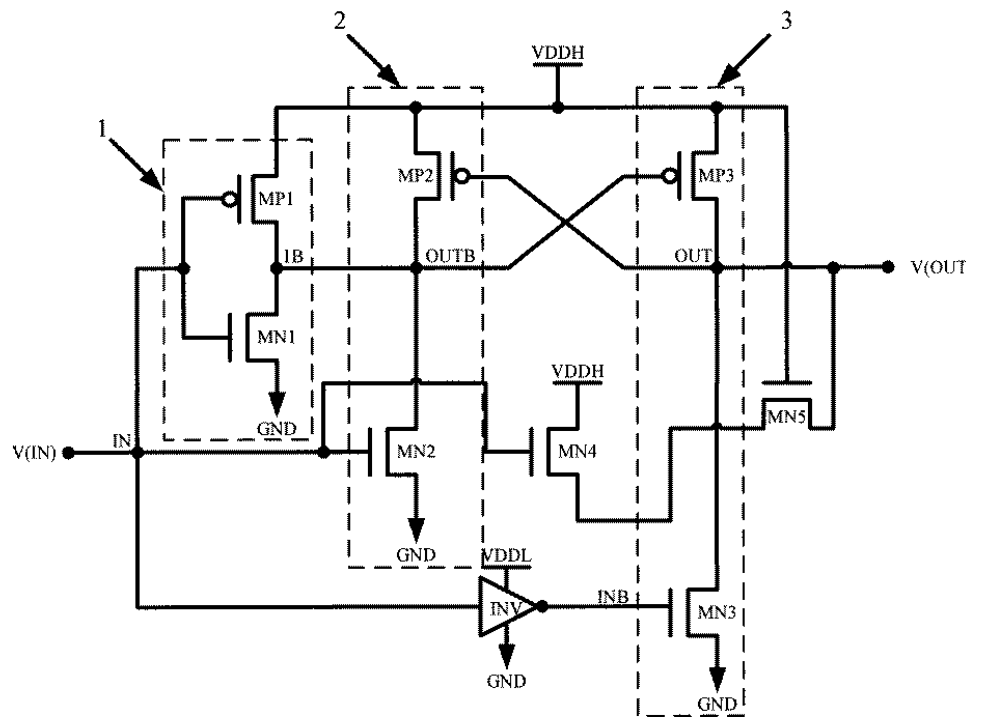 2
3
VDDH
1
MP1
MP2
MP3
1B
OUTB
OUT
V(OUT
MN1
VDDH
GND
MN5
IN
V(IN)
MN2
MN4
GND
VDDL
INV
INB
MN3
GND
GND